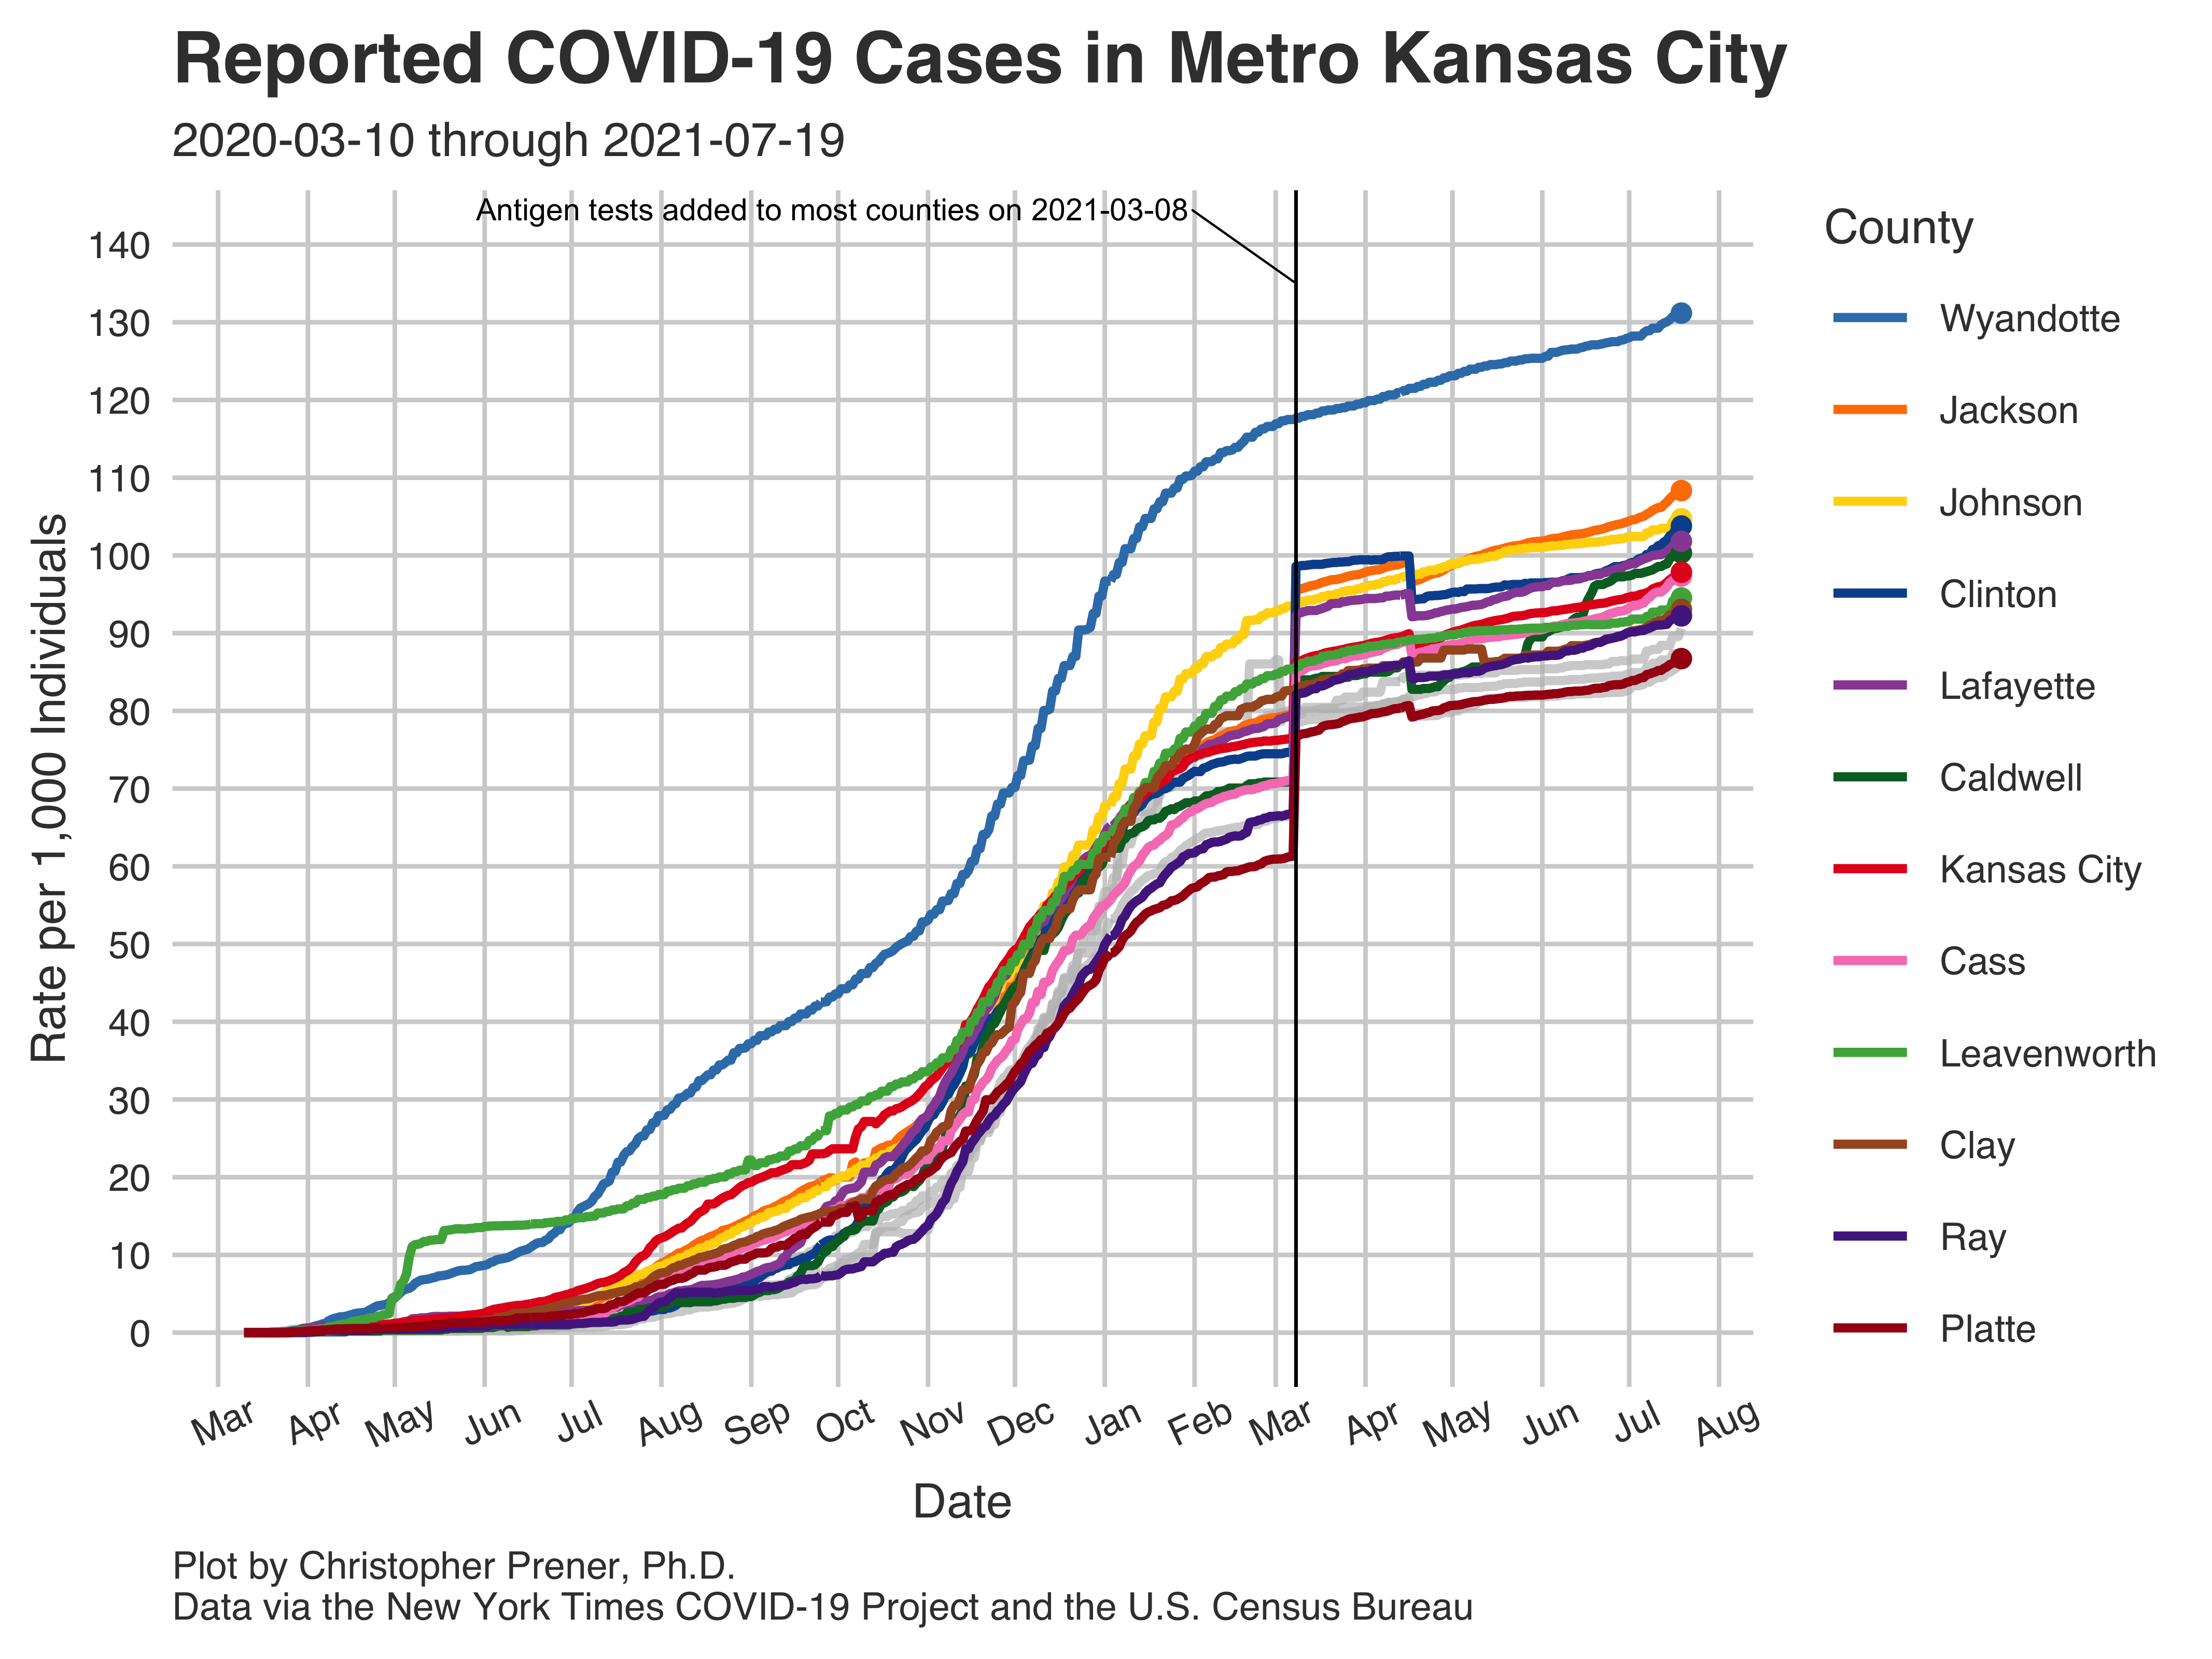 Reported COVID-19 Cases in Metro Kansas City
2020-03-10 through 2021-07-19
Antigen tests added to most counties on 2021-03-08
Rate per 1,000 Individuals
140
130
120
110
100
90
80
70
60
50
40
30
20
10
0
Mar Apr May Jun Jul Aug Sep Oct Nov Dec Jan Feb Mar Apr May Jun Jul Aug
Date
County
Wyandotte
Jackson
Johnson
Clinton
Lafayette
Caldwell
Kansas City
Cass
Leavenworth
Clay
Ray
Platte
Plot by Christopher Prener, Ph.D.
Data via the New York Times COVID-19 Project and the U.S. Census Bureau